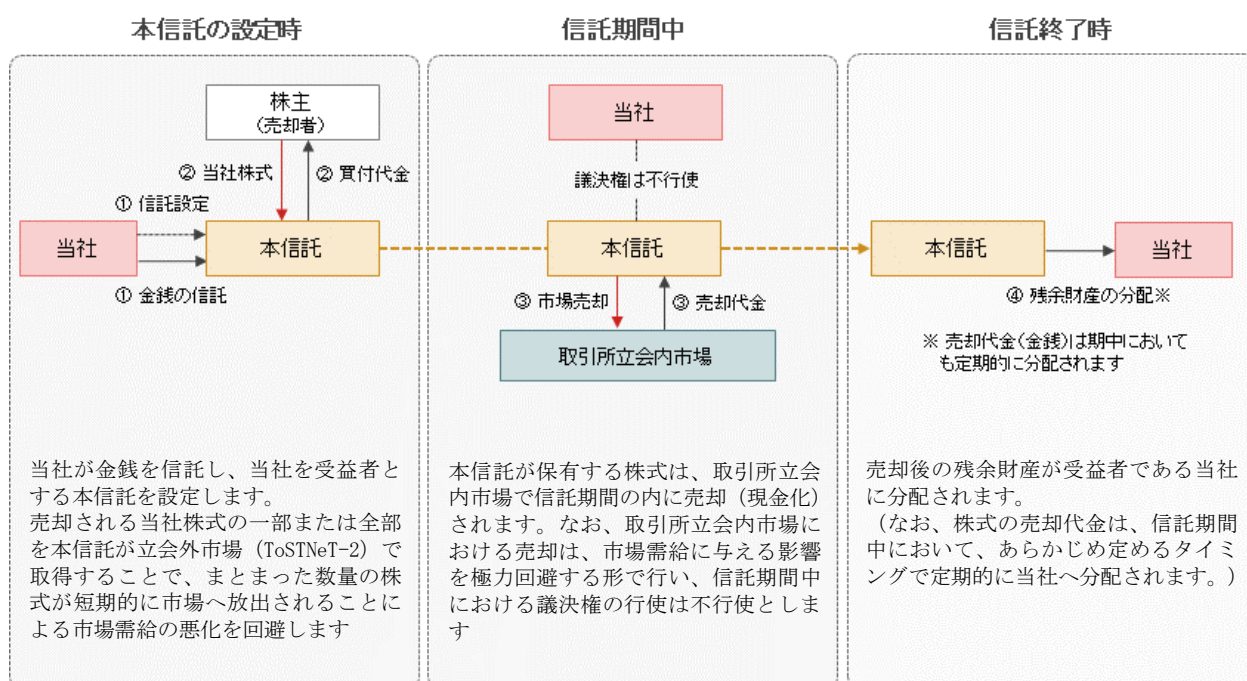 本信託の設定時
株主
(売却者)
② 当社株式
② 買付代金
① 信託設定
当社
本信託
① 金銭の信託
当社が金銭を信託し、当社を受益者と
する本信託を設定します。
売却される当社株式の一部または全部
を本信託が立会外市場（ToSTNeT-2）で
取得することで、まとまった数量の株
式が短期的に市場へ放出されることに
よる市場需給の悪化を回避します
信託期間中
当社
議決権は不行使
本信託
③ 市場売却
③ 売却代金
取引所立会内市場
本信託が保有する株式は、取引所立会
内市場で信託期間の内に売却（現金化）
されます。なお、取引所立会内市場に
おける売却は、市場需給に与える影響
を極力回避する形で行い、信託期間中
における議決権の行使は不行使としま
す
信託終了時
本信託
当社
④ 残余財産の分配※
※ 売却代金(金銭)は期中において
も定期的に分配されます
売却後の残余財産が受益者である当社
に分配されます。
（なお、株式の売却代金は、信託期間
中において、あらかじめ定めるタイミ
ングで定期的に当社へ分配されます。）